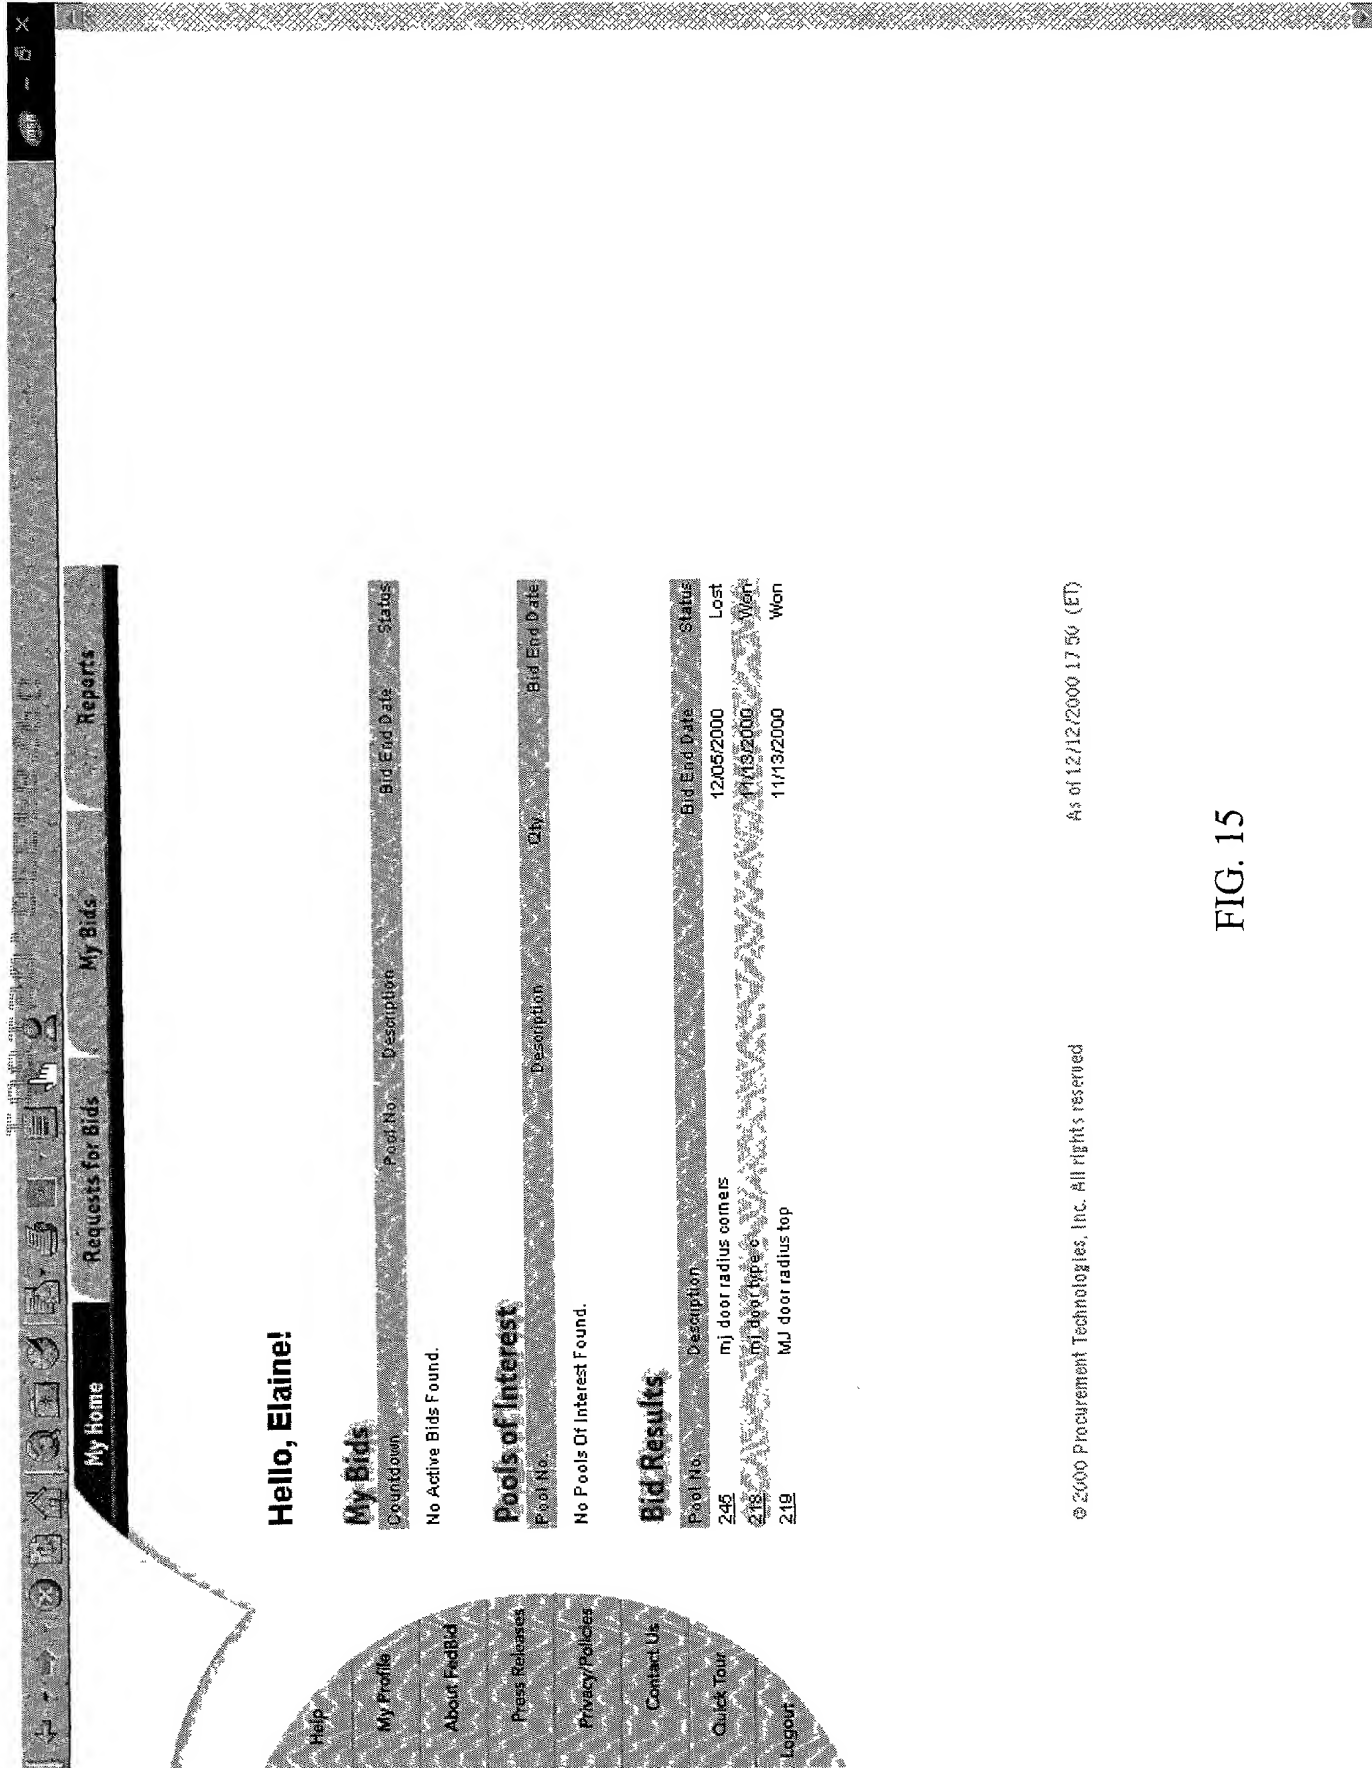 msn
My Home Requests for Bids My Bids Reports
Help
My Profile
About FedBid
Press Releases
Privacy/Policies
Contact Us
Quick Tour
Logout
Hello, Elaine!
My Bids
Countdown Pool No. Description Bid End Date Status
No Active Bids Found.
Pools of Interest
Pool No. Description Qty. Bid End Date
No Pools Of Interest Found.
Bid Results
Pool No. Description Bid End Date Status
245 mj door radius corners 12/05/2000 Lost
218 mj door type c 11/13/2000 Won
219 MJ door radius top 11/13/2000 Won
© 2000 Procurement Technologies, Inc. All rights reserved As of 12/12/2000 17:50 (ET)
FIG. 15